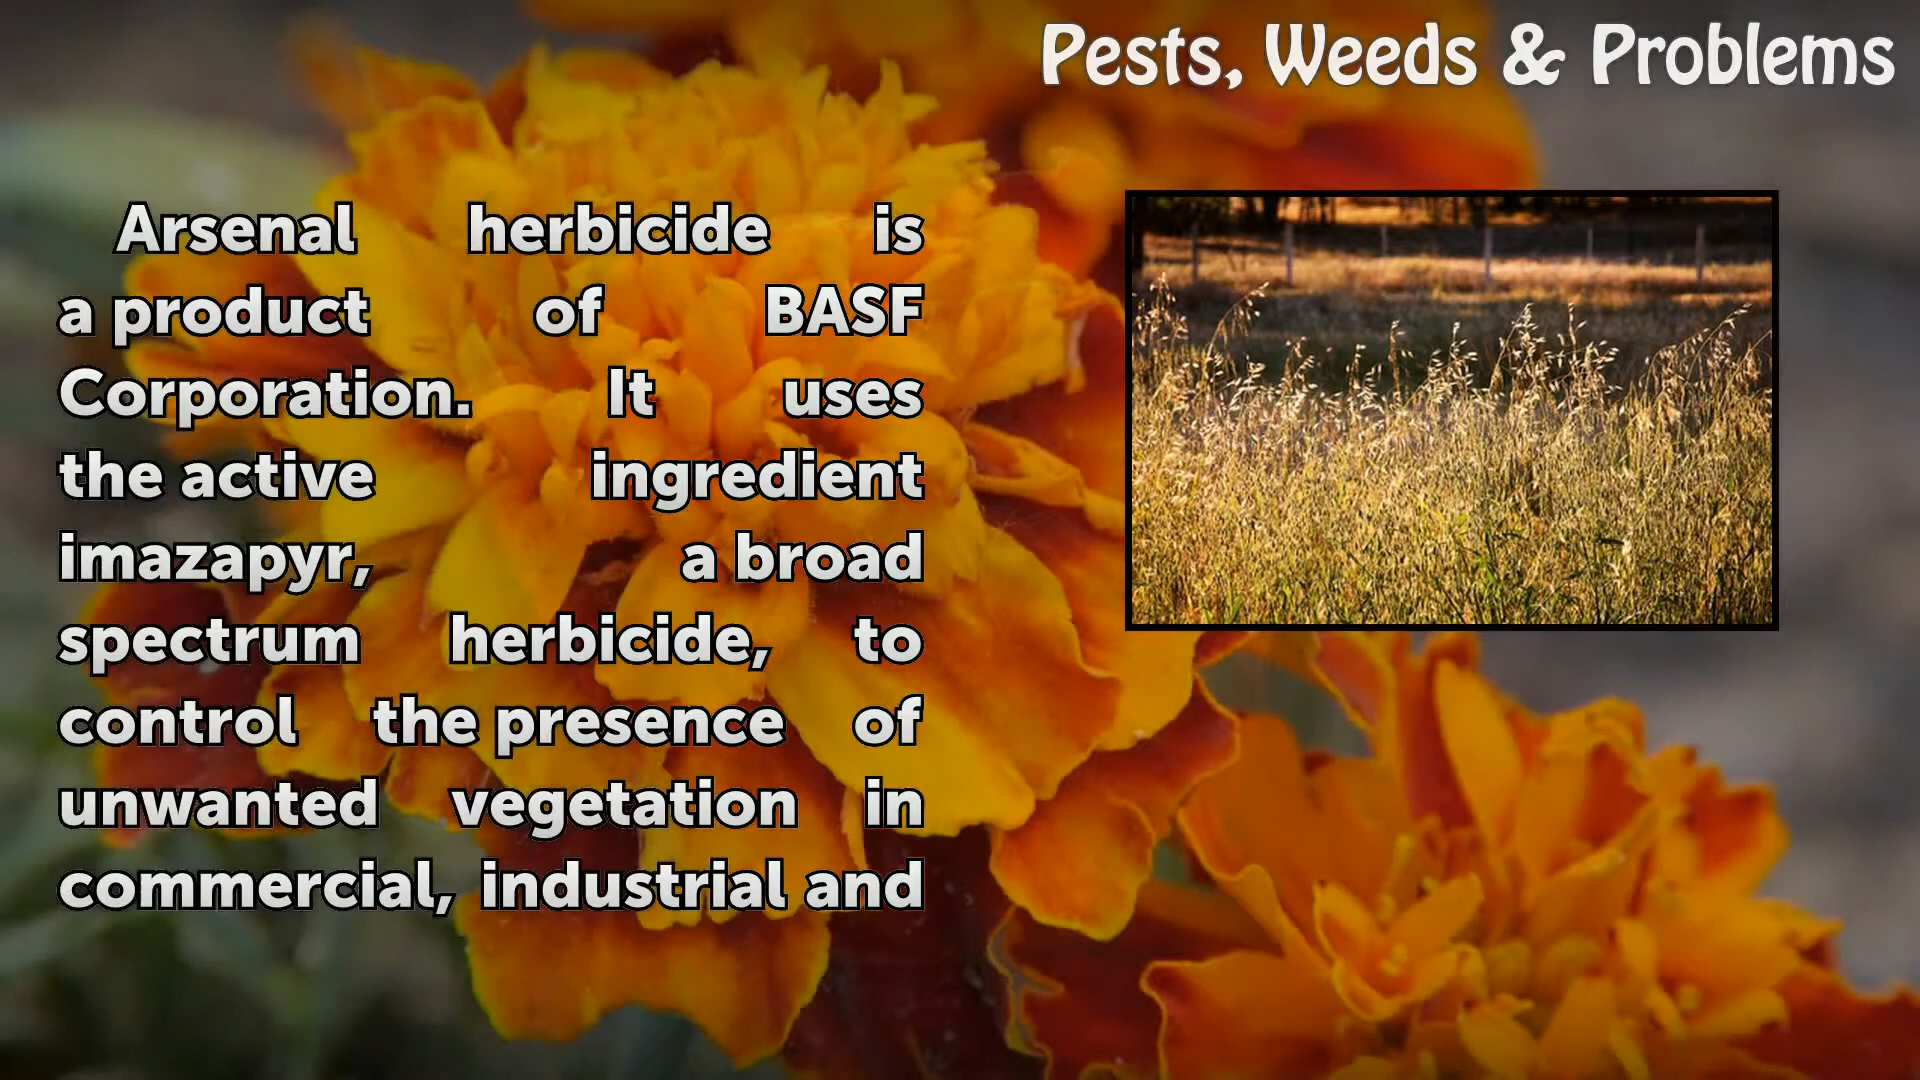 Pests, Weeds & Problems
Arsenal herbicide is
a product of BASF
Corporation. It uses
the active ingredient
imazapyr, a broad
spectrum herbicide, to
control the presence of
unwanted vegetation in
commercial, industrial and